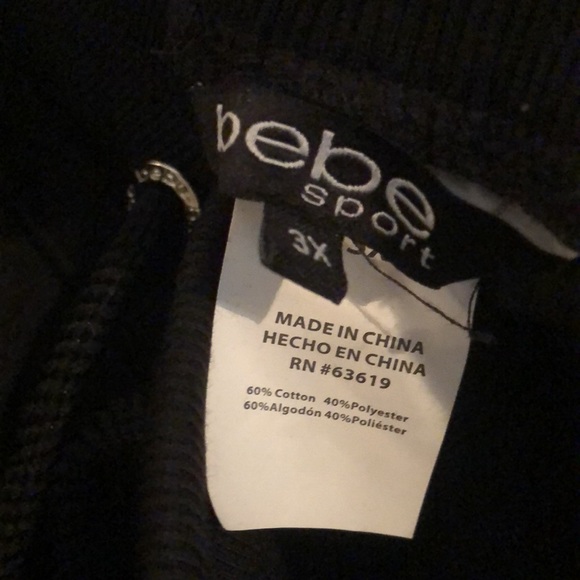 bebe
sport
3X
MADE IN CHINA
HECHO EN CHINA
RN #63619
60% Cotton 40%Polyester
60%Algodón 40%Poliéster
bebe